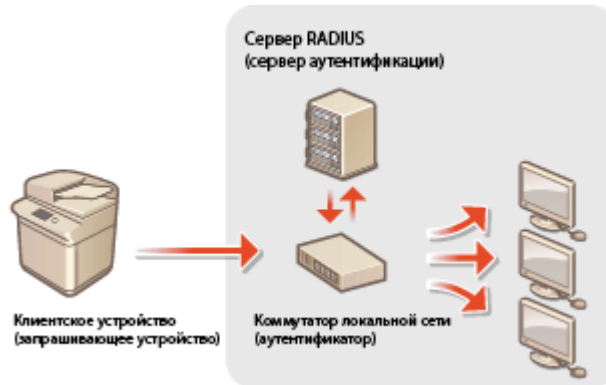 Сервер RADIUS
(сервер аутентификации)
Клиентское устройство
(запрашивающее устройство)
Коммутатор локальной сети
(аутентификатор)